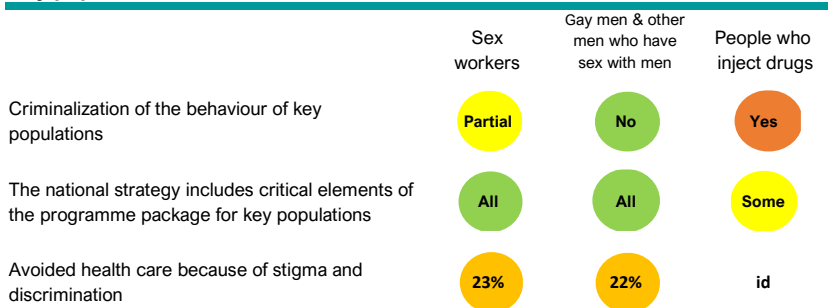 Sex
workers
Gay men & other
men who have
sex with men
People who
inject drugs
Criminalization of the behaviour of key
populations
Partial
No
Yes
The national strategy includes critical elements of
the programme package for key populations
All
All
Some
Avoided health care because of stigma and
discrimination
23%
22%
id